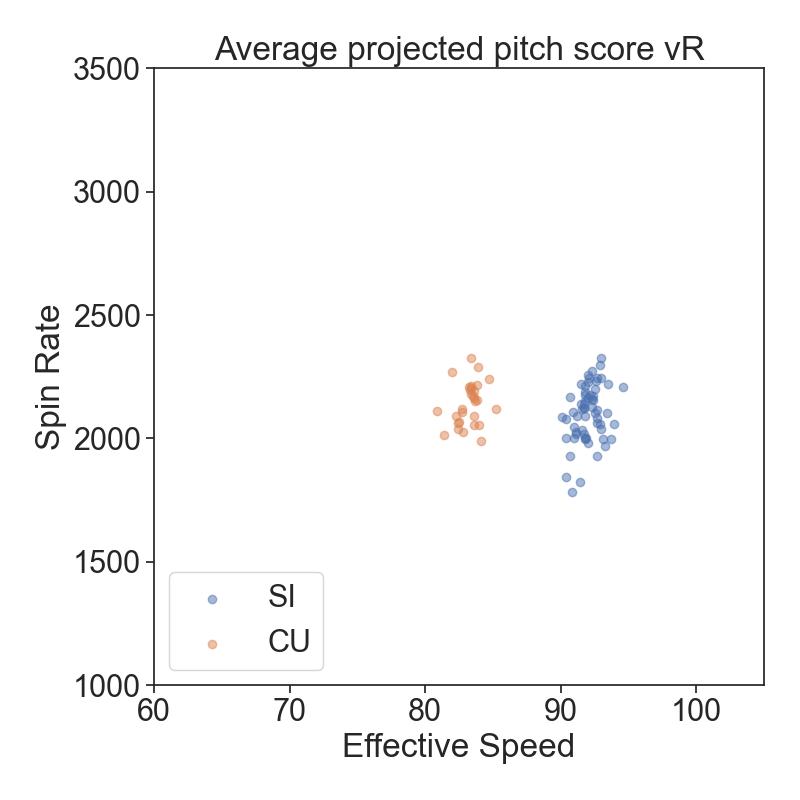 Average projected pitch score vR
3500
3000
2500
2000
1500
1000
Spin Rate
SI
CU
60 70 80 90 100
Effective Speed